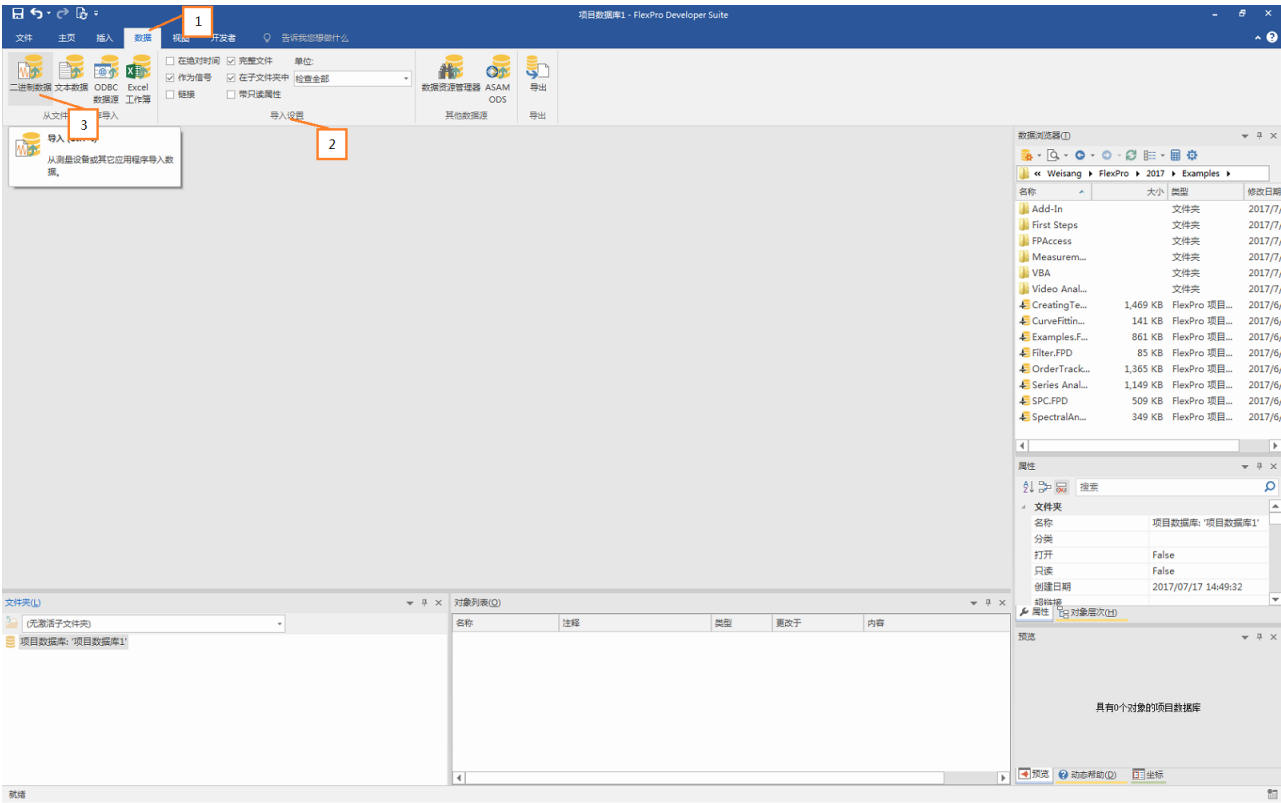 项目数据库1 - FlexPro Developer Suite
1
文件 主页 插入 数据 视图 开发者 告诉我您想做什么
在绝对时间 完整文件 单位:
作为信号 在子文件夹中 检查全部
链接 带只读属性
二进制数据 文本数据 ODBC 数据源 Excel 工作簿
数据资源管理器 ASAM ODS
导出
导入设置 其他数据源 导出
3
2
从测量设备或其它应用程序导入数
据。
数据浏览器(I)
« Weisang FlexPro 2017 Examples
名称 大小 类型 修改日期
Add-In 文件夹 2017/7/
First Steps 文件夹 2017/7/
FPAccess 文件夹 2017/7/
Measurem... 文件夹 2017/7/
VBA 文件夹 2017/7/
Video Anal... 文件夹 2017/7/
CreatingTe... 1,469 KB FlexPro 项目... 2017/6/
CurveFittin... 141 KB FlexPro 项目... 2017/6/
Examples.F... 861 KB FlexPro 项目... 2017/6/
Filter.FPD 85 KB FlexPro 项目... 2017/6/
OrderTrack... 1,365 KB FlexPro 项目... 2017/6/
Series Anal... 1,149 KB FlexPro 项目... 2017/6/
SPC.FPD 509 KB FlexPro 项目... 2017/6/
SpectralAn... 349 KB FlexPro 项目... 2017/6/
属性
搜索
文件夹
名称 项目数据库: '项目数据库1'
分类
打开 False
只读 False
创建日期 2017/07/17 14:49:32
超链接
属性 对象层次(H)
文件夹(L)
(无激活子文件夹)
项目数据库: '项目数据库1'
对象列表(O)
名称 注释 类型 更改于 内容
预览
具有0个对象的项目数据库
预览 动态帮助(D) 坐标
就绪